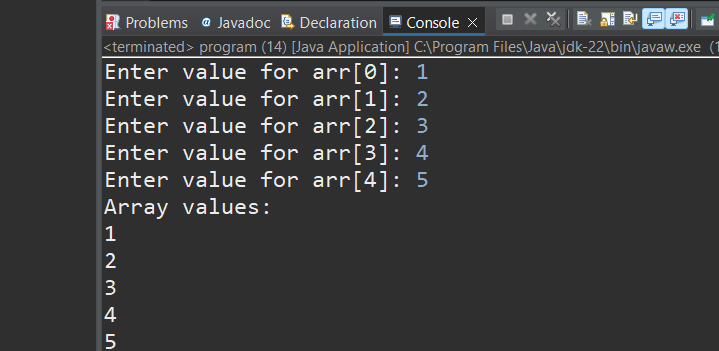 Problems @ Javadoc Declaration Console
<terminated> program (14) [Java Application] C:\Program Files\Java\jdk-22\bin\javaw.exe (1
Enter value for arr[0]: 1
Enter value for arr[1]: 2
Enter value for arr[2]: 3
Enter value for arr[3]: 4
Enter value for arr[4]: 5
Array values:
1
2
3
4
5